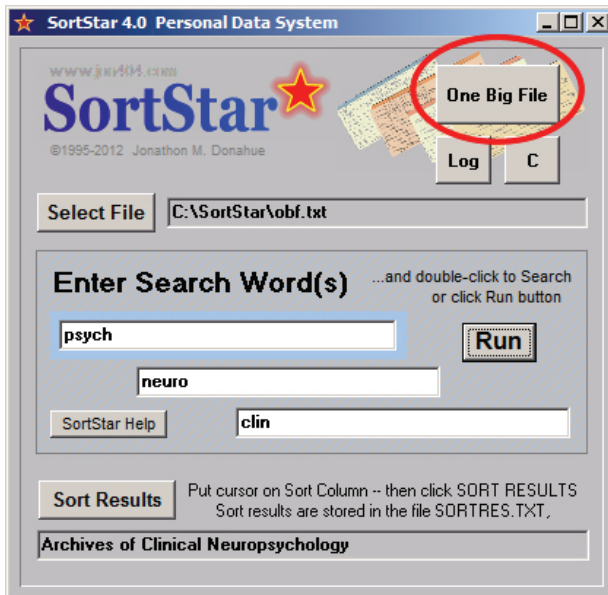 SortStar 4.0 Personal Data System
www.jon404.com
SortStar
©1995-2012 Jonathon M. Donahue
One Big File
Log
C
Select File
C:\SortStar\obf.txt
Enter Search Word(s)
...and double-click to Search
or click Run button
psych
Run
neuro
SortStar Help
clin
Sort Results
Put cursor on Sort Column -- then click SORT RESULTS
Sort results are stored in the file SORTRES.TXT,
Archives of Clinical Neuropsychology